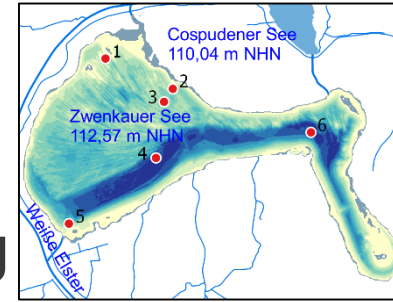 Cospudener See
110,04 m NHN
1
2
3
Zwenkauer See
112,57 m NHN
6
4
5
Weiße Elster